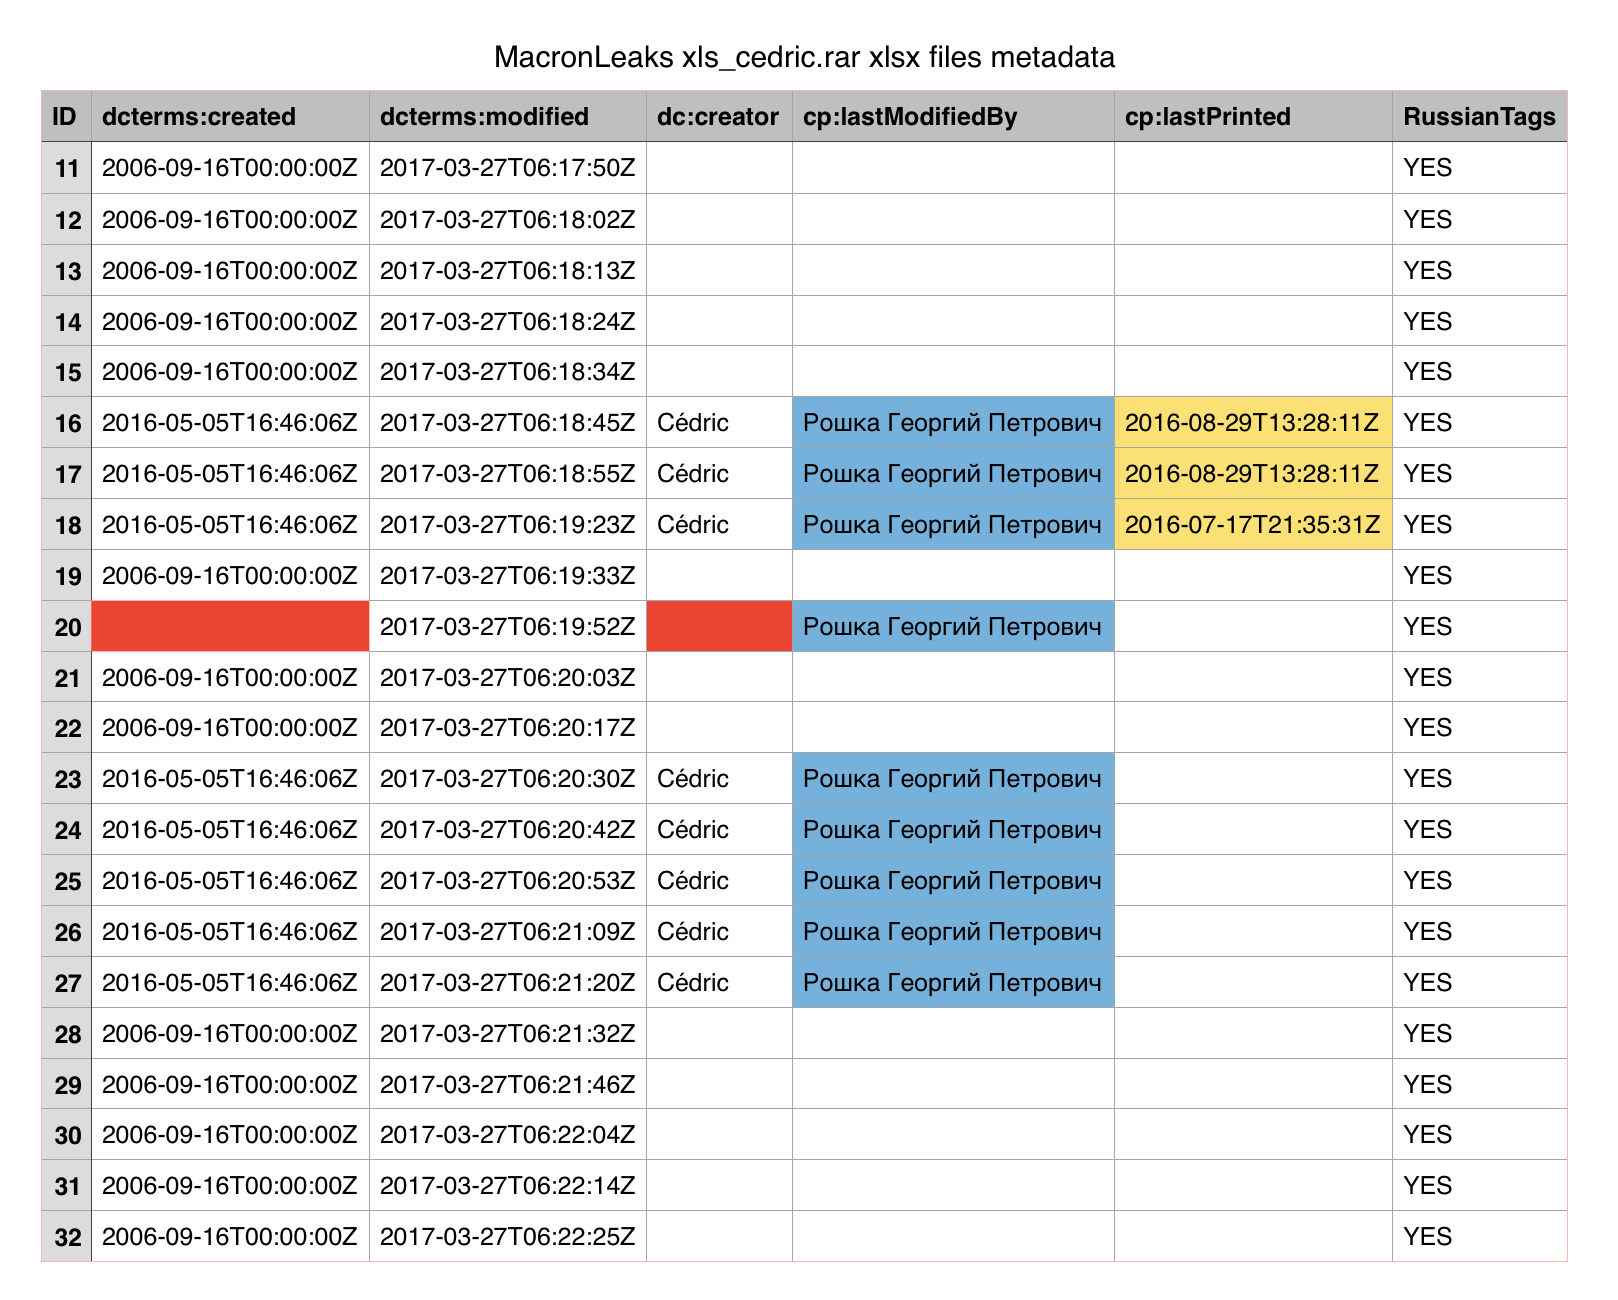 MacronLeaks xls_cedric.rar xlsx files metadata
ID dcterms:created dcterms:modified dc:creator cp:lastModifiedBy cp:lastPrinted RussianTags
11 2006-09-16T00:00:00Z 2017-03-27T06:17:50Z YES
12 2006-09-16T00:00:00Z 2017-03-27T06:18:02Z YES
13 2006-09-16T00:00:00Z 2017-03-27T06:18:13Z YES
14 2006-09-16T00:00:00Z 2017-03-27T06:18:24Z YES
15 2006-09-16T00:00:00Z 2017-03-27T06:18:34Z YES
16 2016-05-05T16:46:06Z 2017-03-27T06:18:45Z Cédric Рошка Георгий Петрович 2016-08-29T13:28:11Z YES
17 2016-05-05T16:46:06Z 2017-03-27T06:18:55Z Cédric Рошка Георгий Петрович 2016-08-29T13:28:11Z YES
18 2016-05-05T16:46:06Z 2017-03-27T06:19:23Z Cédric Рошка Георгий Петрович 2016-07-17T21:35:31Z YES
19 2006-09-16T00:00:00Z 2017-03-27T06:19:33Z YES
20 2017-03-27T06:19:52Z Рошка Георгий Петрович YES
21 2006-09-16T00:00:00Z 2017-03-27T06:20:03Z YES
22 2006-09-16T00:00:00Z 2017-03-27T06:20:17Z YES
23 2016-05-05T16:46:06Z 2017-03-27T06:20:30Z Cédric Рошка Георгий Петрович YES
24 2016-05-05T16:46:06Z 2017-03-27T06:20:42Z Cédric Рошка Георгий Петрович YES
25 2016-05-05T16:46:06Z 2017-03-27T06:20:53Z Cédric Рошка Георгий Петрович YES
26 2016-05-05T16:46:06Z 2017-03-27T06:21:09Z Cédric Рошка Георгий Петрович YES
27 2016-05-05T16:46:06Z 2017-03-27T06:21:20Z Cédric Рошка Георгий Петрович YES
28 2006-09-16T00:00:00Z 2017-03-27T06:21:32Z YES
29 2006-09-16T00:00:00Z 2017-03-27T06:21:46Z YES
30 2006-09-16T00:00:00Z 2017-03-27T06:22:04Z YES
31 2006-09-16T00:00:00Z 2017-03-27T06:22:14Z YES
32 2006-09-16T00:00:00Z 2017-03-27T06:22:25Z YES